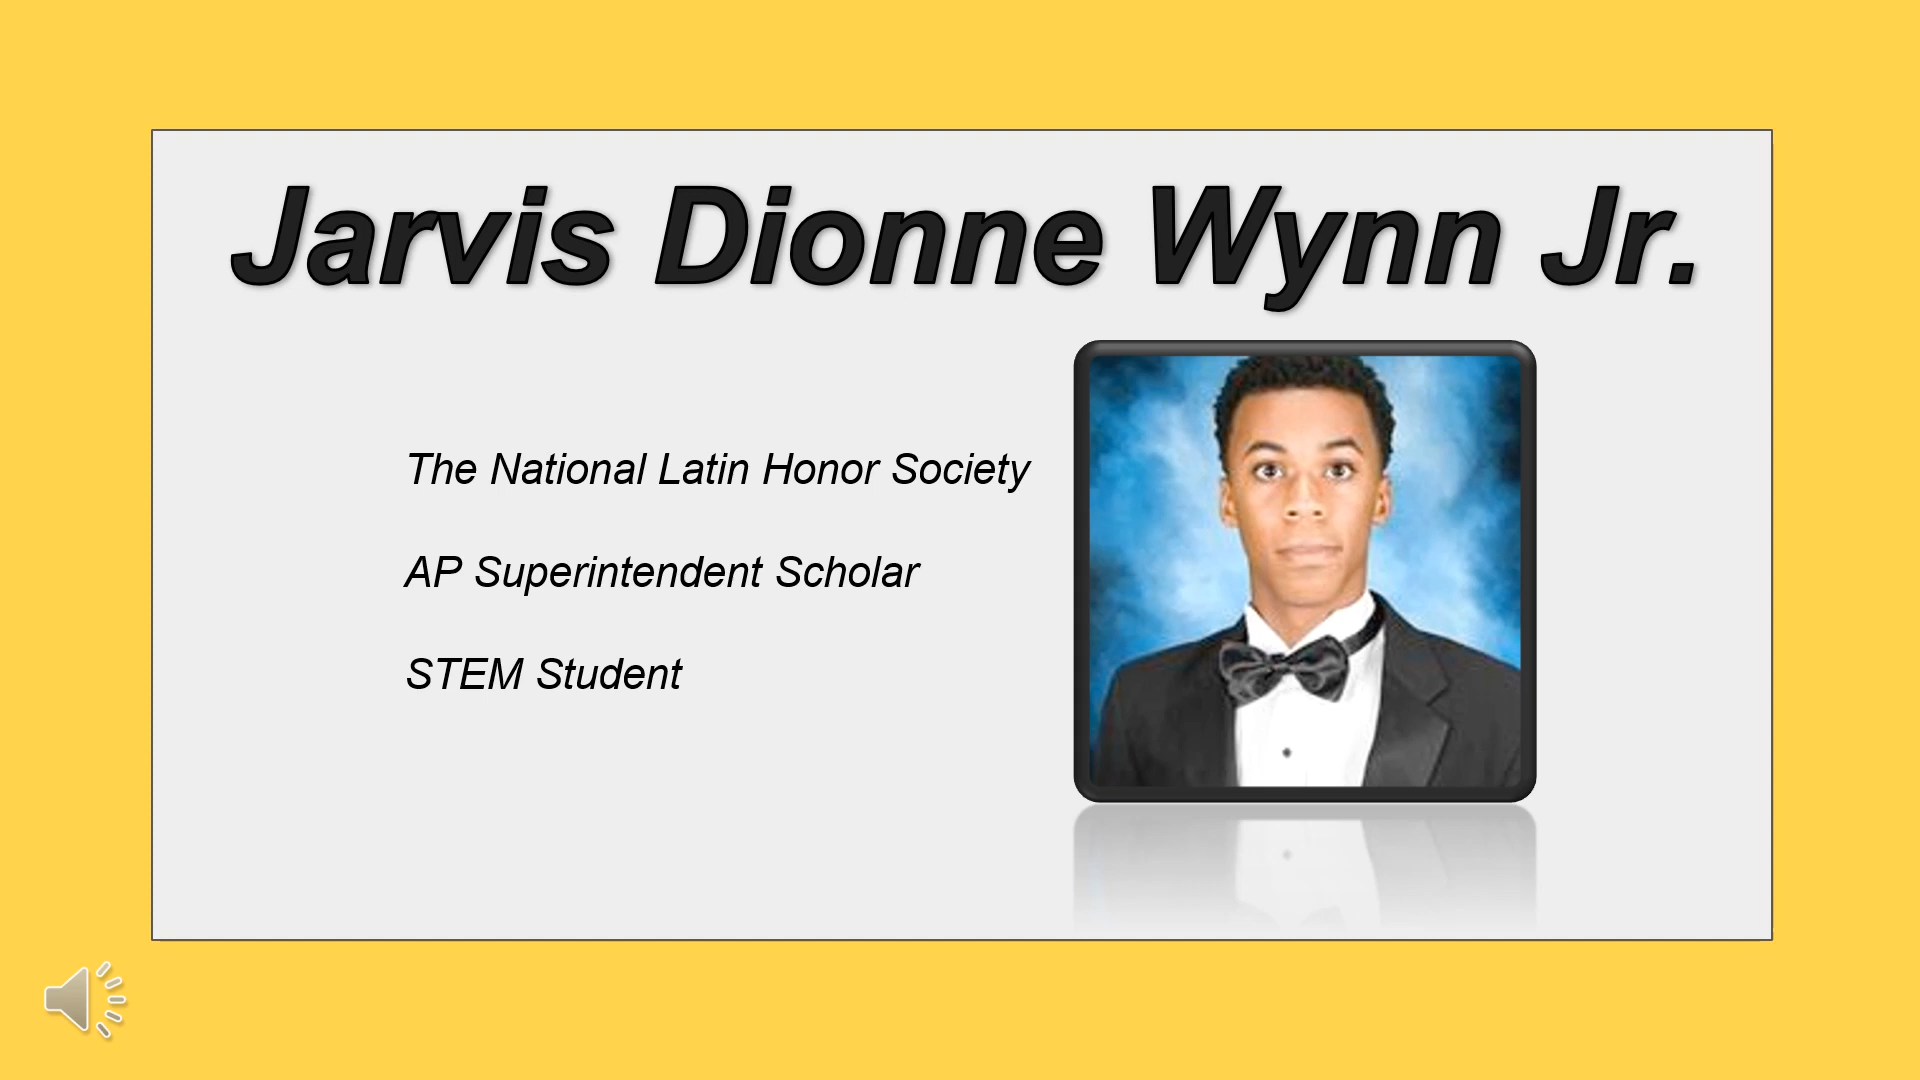 Jarvis Dionne Wynn Jr.
The National Latin Honor Society
AP Superintendent Scholar
STEM Student